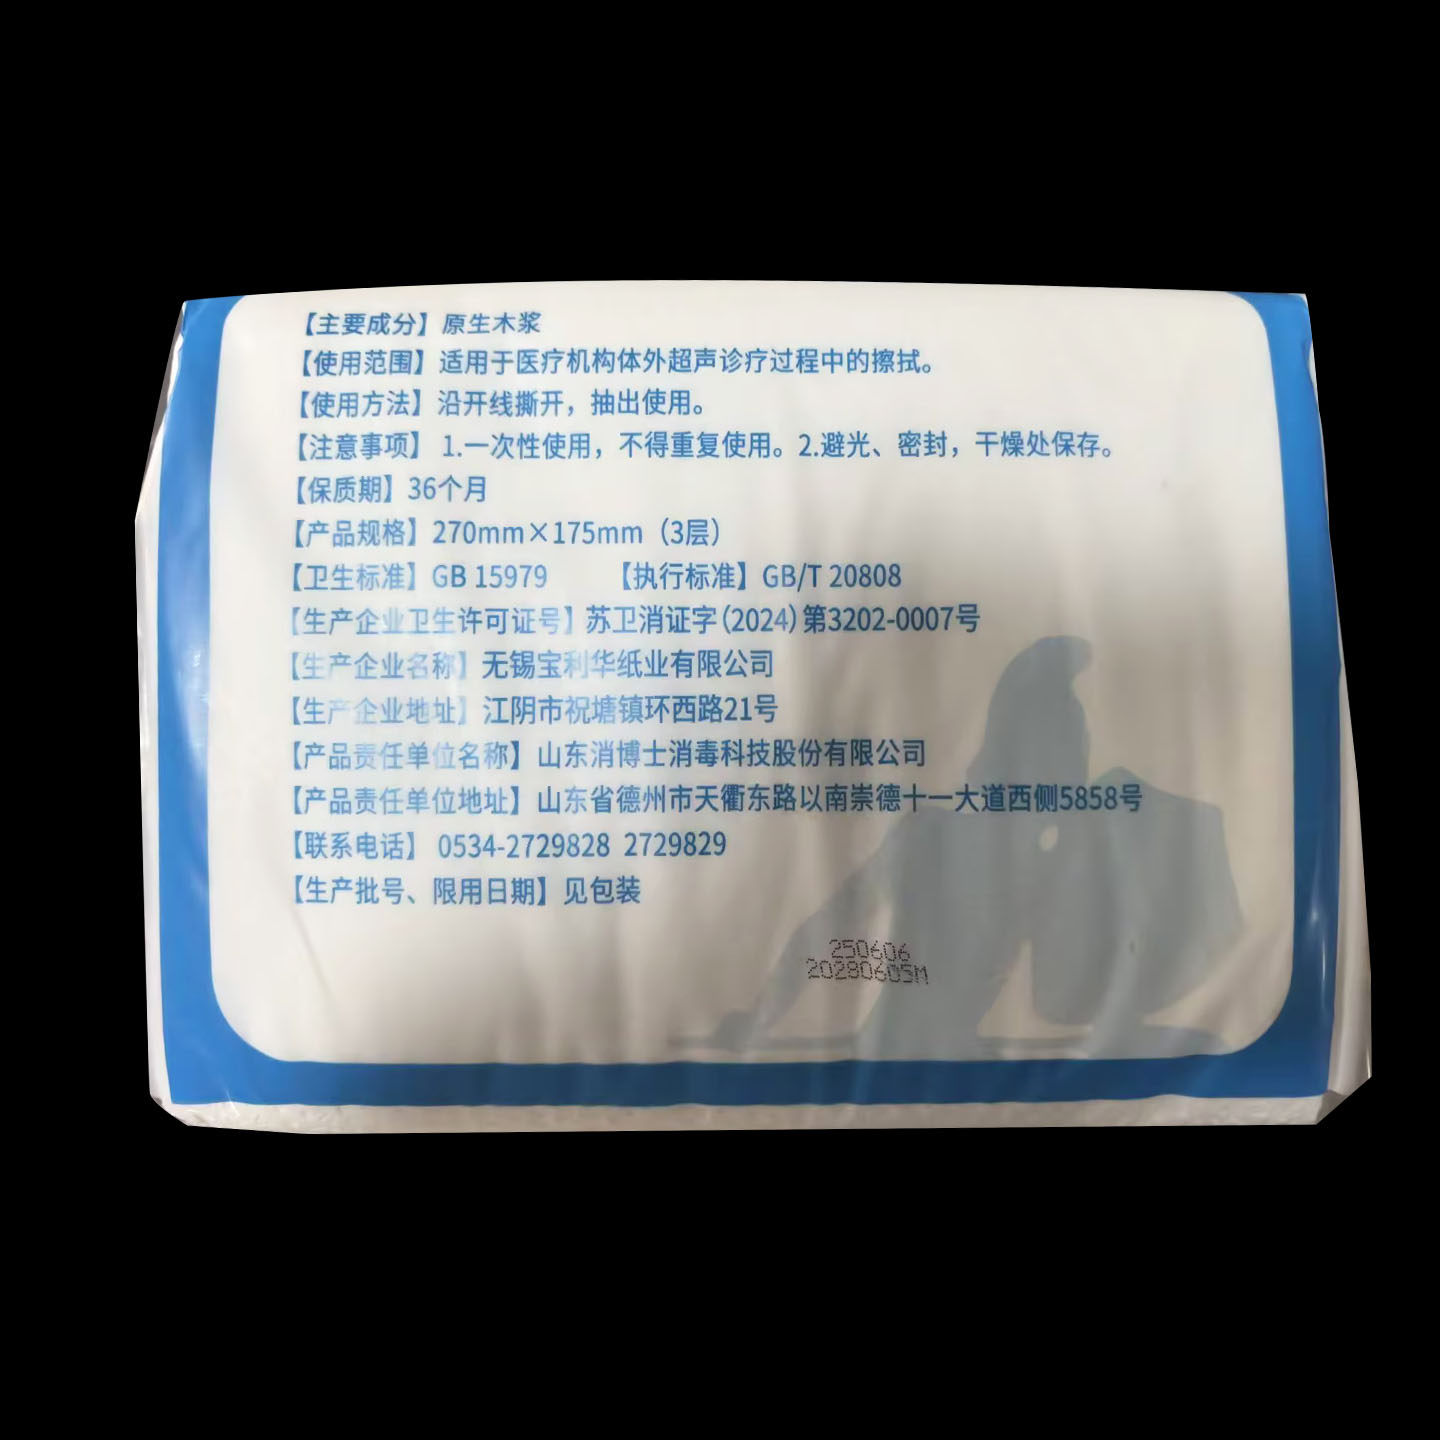 【主要成分】原生木浆
【使用范围】适用于医疗机构体外超声诊疗过程中的擦拭。
【使用方法】沿开线撕开，抽出使用。
【注意事项】 1.一次性使用，不得重复使用。2.避光、密封，干燥处保存。
【保质期】36个月
【产品规格】270mm×175mm（3层）
【卫生标准】GB 15979 【执行标准】GB/T 20808
【生产企业卫生许可证号】苏卫消证字(2024)第3202-0007号
【生产企业名称】无锡宝利华纸业有限公司
【生产企业地址】江阴市祝塘镇环西路21号
【产品责任单位名称】山东消博士消毒科技股份有限公司
【产品责任单位地址】山东省德州市天衢东路以南崇德十一大道西侧5858号
【联系电话】 0534-2729828 2729829
【生产批号、限用日期】见包装
250606
20280605M